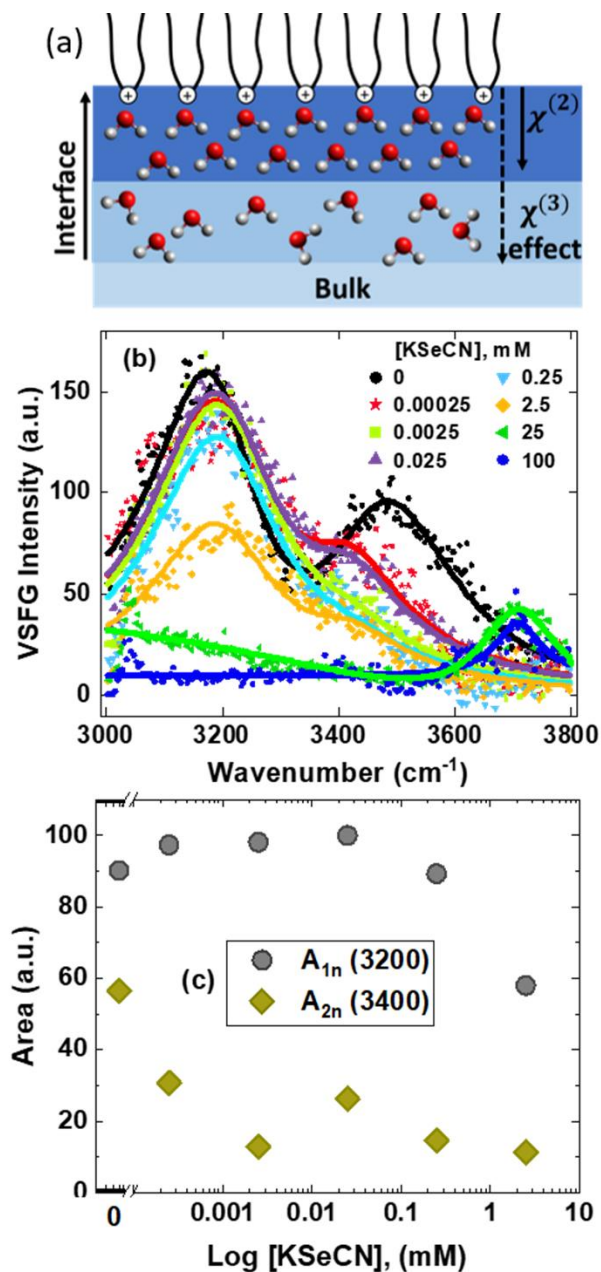 (a)
+ + + + + + +
Interface
χ(2)
χ(3)
effect
Bulk
(b)
[KSeCN], mM
0 0.25
0.00025 2.5
0.0025 25
0.025 100
VSFG Intensity (a.u.)
150
100
50
0
3000 3200 3400 3600 3800
Wavenumber (cm-1)
100
80
60
40
20
0
Area (a.u.)
(c)
A1n (3200)
A2n (3400)
0 0.001 0.01 0.1 1 10
Log [KSeCN], (mM)